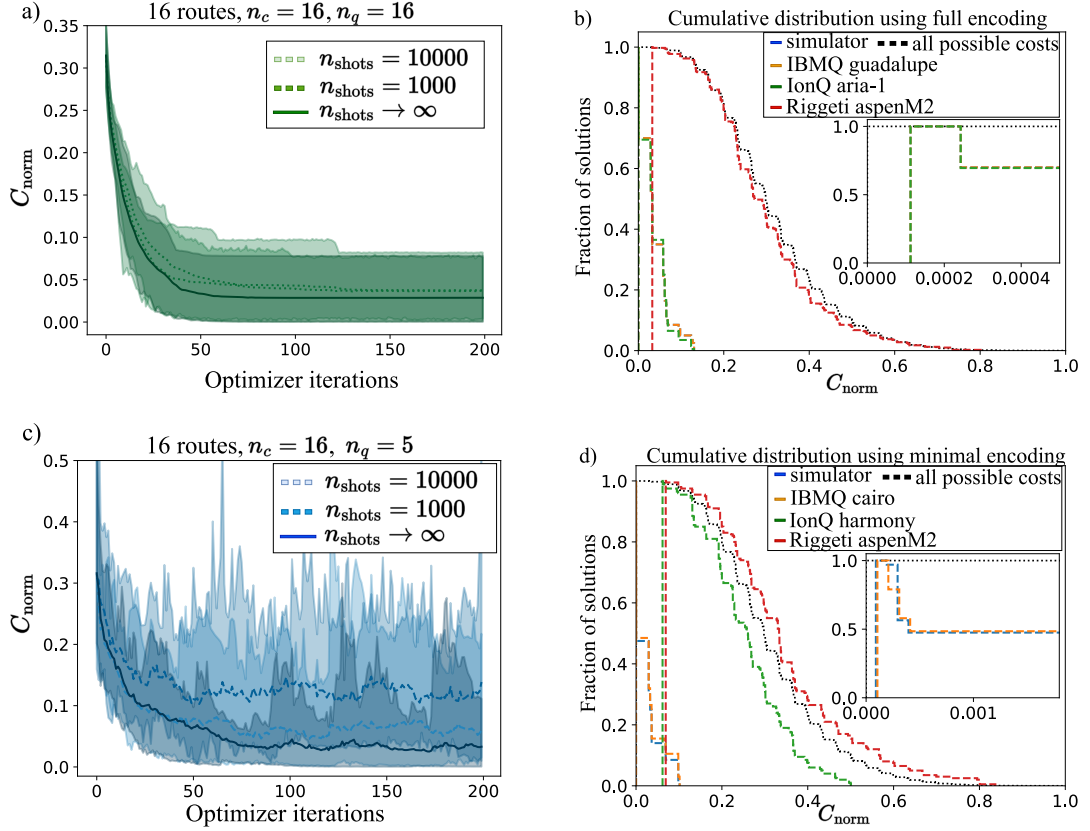 a)
16 routes, n_c = 16, n_q = 16
n_shots = 10000
n_shots = 1000
n_shots → ∞
C_norm
0.35
0.30
0.25
0.20
0.15
0.10
0.05
0.00
0 50 100 150 200
Optimizer iterations
b)
Cumulative distribution using full encoding
simulator
all possible costs
IBMQ guadalupe
IonQ aria-1
Riggeti aspenM2
Fraction of solutions
1.0
0.8
0.6
0.4
0.2
0.0
0.0 0.2 0.4 0.6 0.8 1.0
C_norm
1.0
0.5
0.0
0.0000 0.0002 0.0004
c)
16 routes, n_c = 16, n_q = 5
n_shots = 10000
n_shots = 1000
n_shots → ∞
C_norm
0.5
0.4
0.3
0.2
0.1
0.0
0 50 100 150 200
Optimizer iterations
d)
Cumulative distribution using minimal encoding
simulator
all possible costs
IBMQ cairo
IonQ harmony
Riggeti aspenM2
Fraction of solutions
1.0
0.8
0.6
0.4
0.2
0.0
0.0 0.2 0.4 0.6 0.8 1.0
C_norm
1.0
0.5
0.0
0.000 0.001